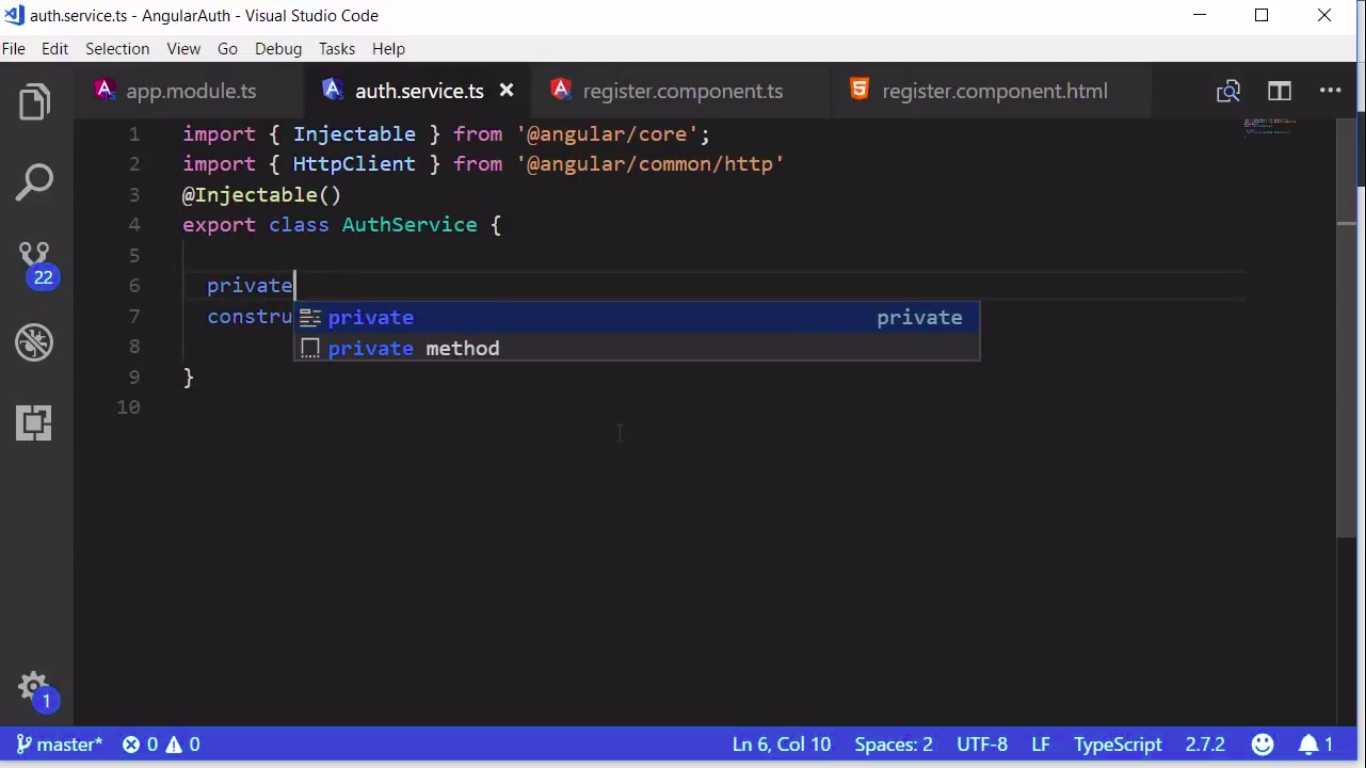 auth.service.ts - AngularAuth - Visual Studio Code
File Edit Selection View Go Debug Tasks Help
app.module.ts auth.service.ts register.component.ts register.component.html
1 import { Injectable } from '@angular/core';
2 import { HttpClient } from '@angular/common/http'
3 @Injectable()
4 export class AuthService {
5
6 private
7 constru private private
8 private method
9 }
10
22
1
master* 0 0 Ln 6, Col 10 Spaces: 2 UTF-8 LF TypeScript 2.7.2 1